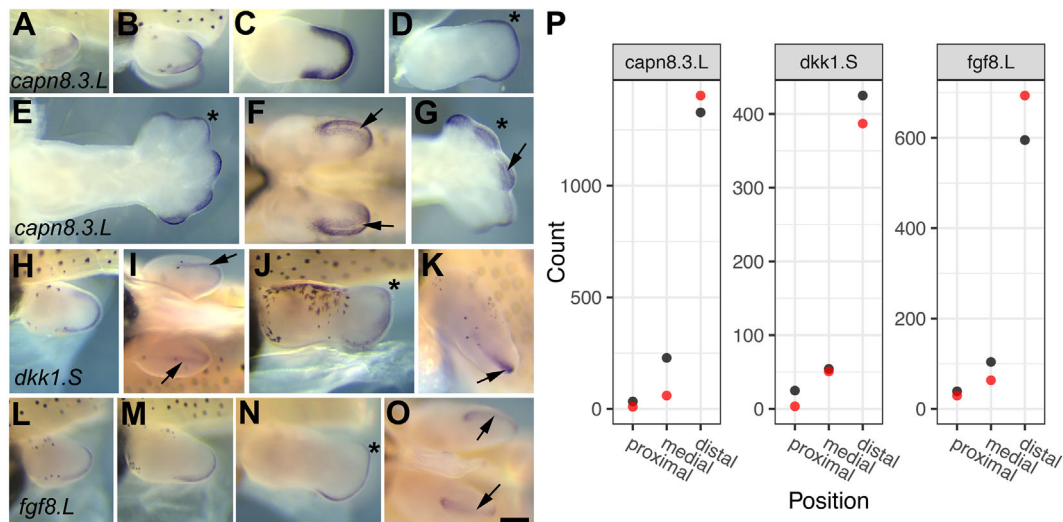 A
B
C
D
*
capn8.3.L
E
*
F
G
*
capn8.3.L
H
I
J
*
K
dkk1.S
L
M
N
*
O
fgf8.L
P
capn8.3.L
dkk1.S
fgf8.L
Count
1000
500
0
400
300
200
100
0
600
400
200
0
proximal
medial
distal
proximal
medial
distal
proximal
medial
distal
Position